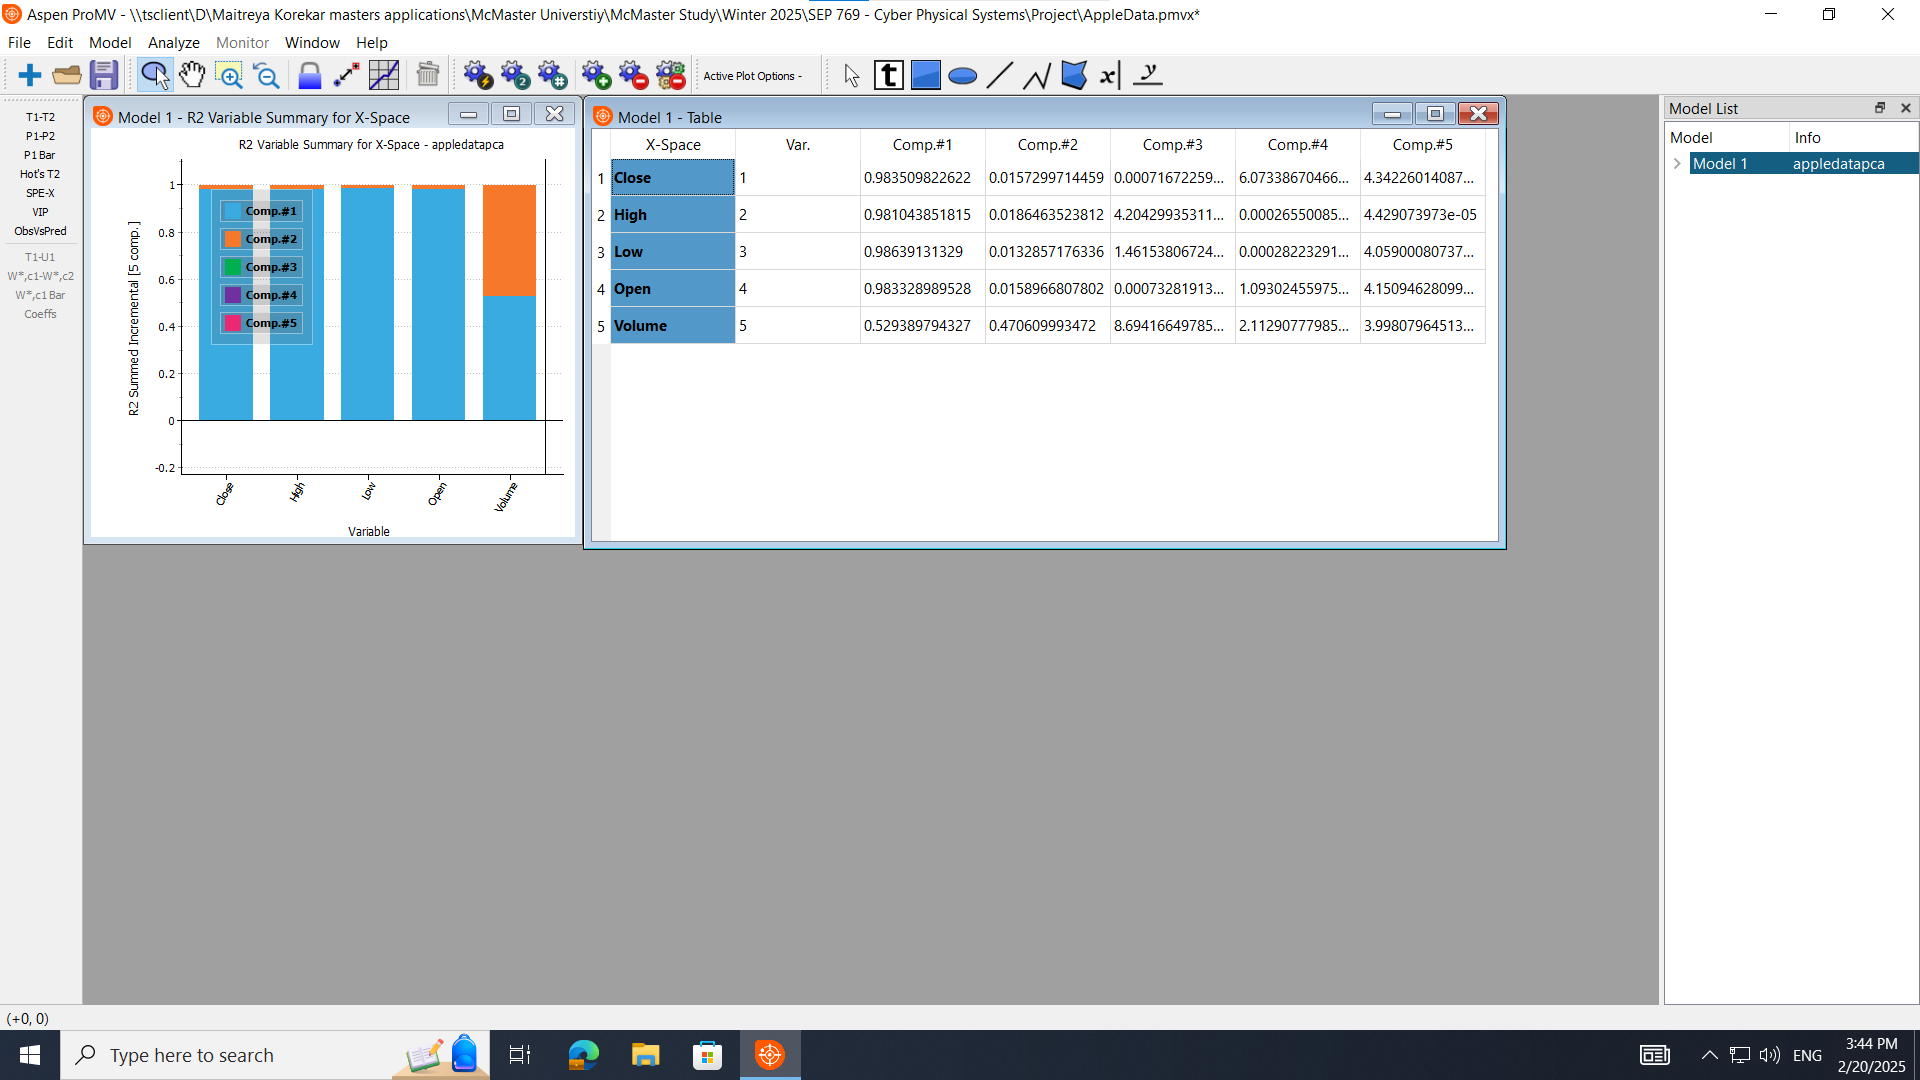 Aspen ProMV - \\tsclient\D\Maitreya Korekar masters applications\McMaster Universtiy\McMaster Study\Winter 2025\SEP 769 - Cyber Physical Systems\Project\AppleData.pmvx*
File Edit Model Analyze Monitor Window Help
2 # Active Plot Options - t x y
T1-T2
P1-P2
P1 Bar
Hot's T2
SPE-X
VIP
ObsVsPred
T1-U1
W*,c1-W*,c2
W*,c1 Bar
Coeffs
Model 1 - R2 Variable Summary for X-Space
R2 Variable Summary for X-Space - appledatapca
R2 Summed Incremental [5 comp.]
1
0.8
0.6
0.4
0.2
0
-0.2
Comp.#1
Comp.#2
Comp.#3
Comp.#4
Comp.#5
Close High Low Open Volume
Variable
Model 1 - Table
X-Space Var. Comp.#1 Comp.#2 Comp.#3 Comp.#4 Comp.#5
1 Close 1 0.983509822622 0.0157299714459 0.00071672259... 6.07338670466... 4.34226014087...
2 High 2 0.981043851815 0.0186463523812 4.20429935311... 0.00026550085... 4.429073973e-05
3 Low 3 0.98639131329 0.0132857176336 1.46153806724... 0.00028223291... 4.05900080737...
4 Open 4 0.983328989528 0.0158966807802 0.00073281913... 1.09302455975... 4.15094628099...
5 Volume 5 0.529389794327 0.470609993472 8.69416649785... 2.11290777985... 3.99807964513...
Model List
Model Info
Model 1 appledatapca
(+0, 0)
Type here to search
ENG
3:44 PM
2/20/2025